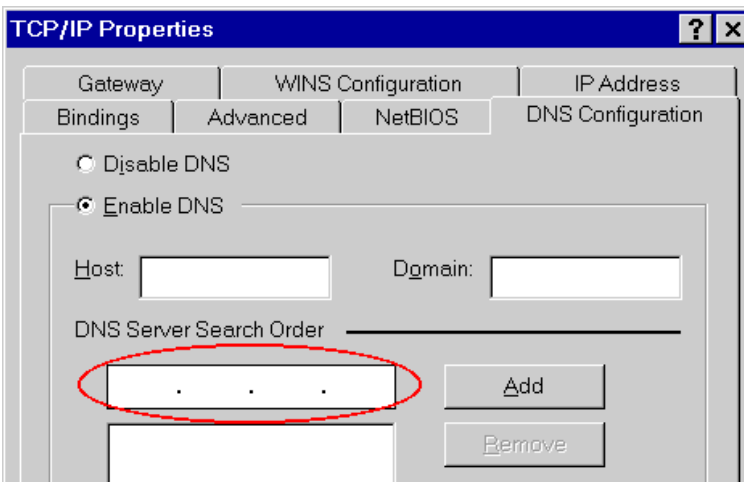 TCP/IP Properties ? ×
Gateway WINS Configuration IP Address
Bindings Advanced NetBIOS DNS Configuration
Disable DNS
Enable DNS
Host: Domain:
DNS Server Search Order
. . . Add
Remove